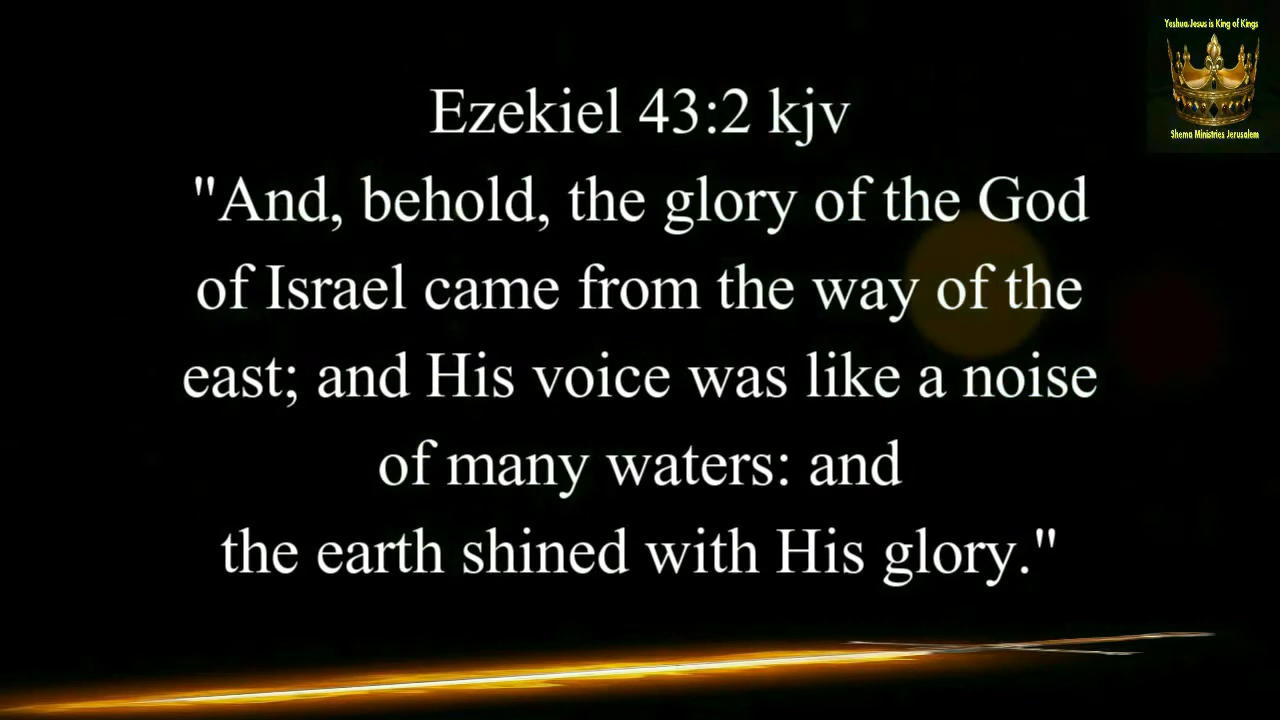 Yeshua Jesus is King of Kings
Shema Ministries Jerusalem
Ezekiel 43:2 kjv
"And, behold, the glory of the God
of Israel came from the way of the
east; and His voice was like a noise
of many waters: and
the earth shined with His glory."